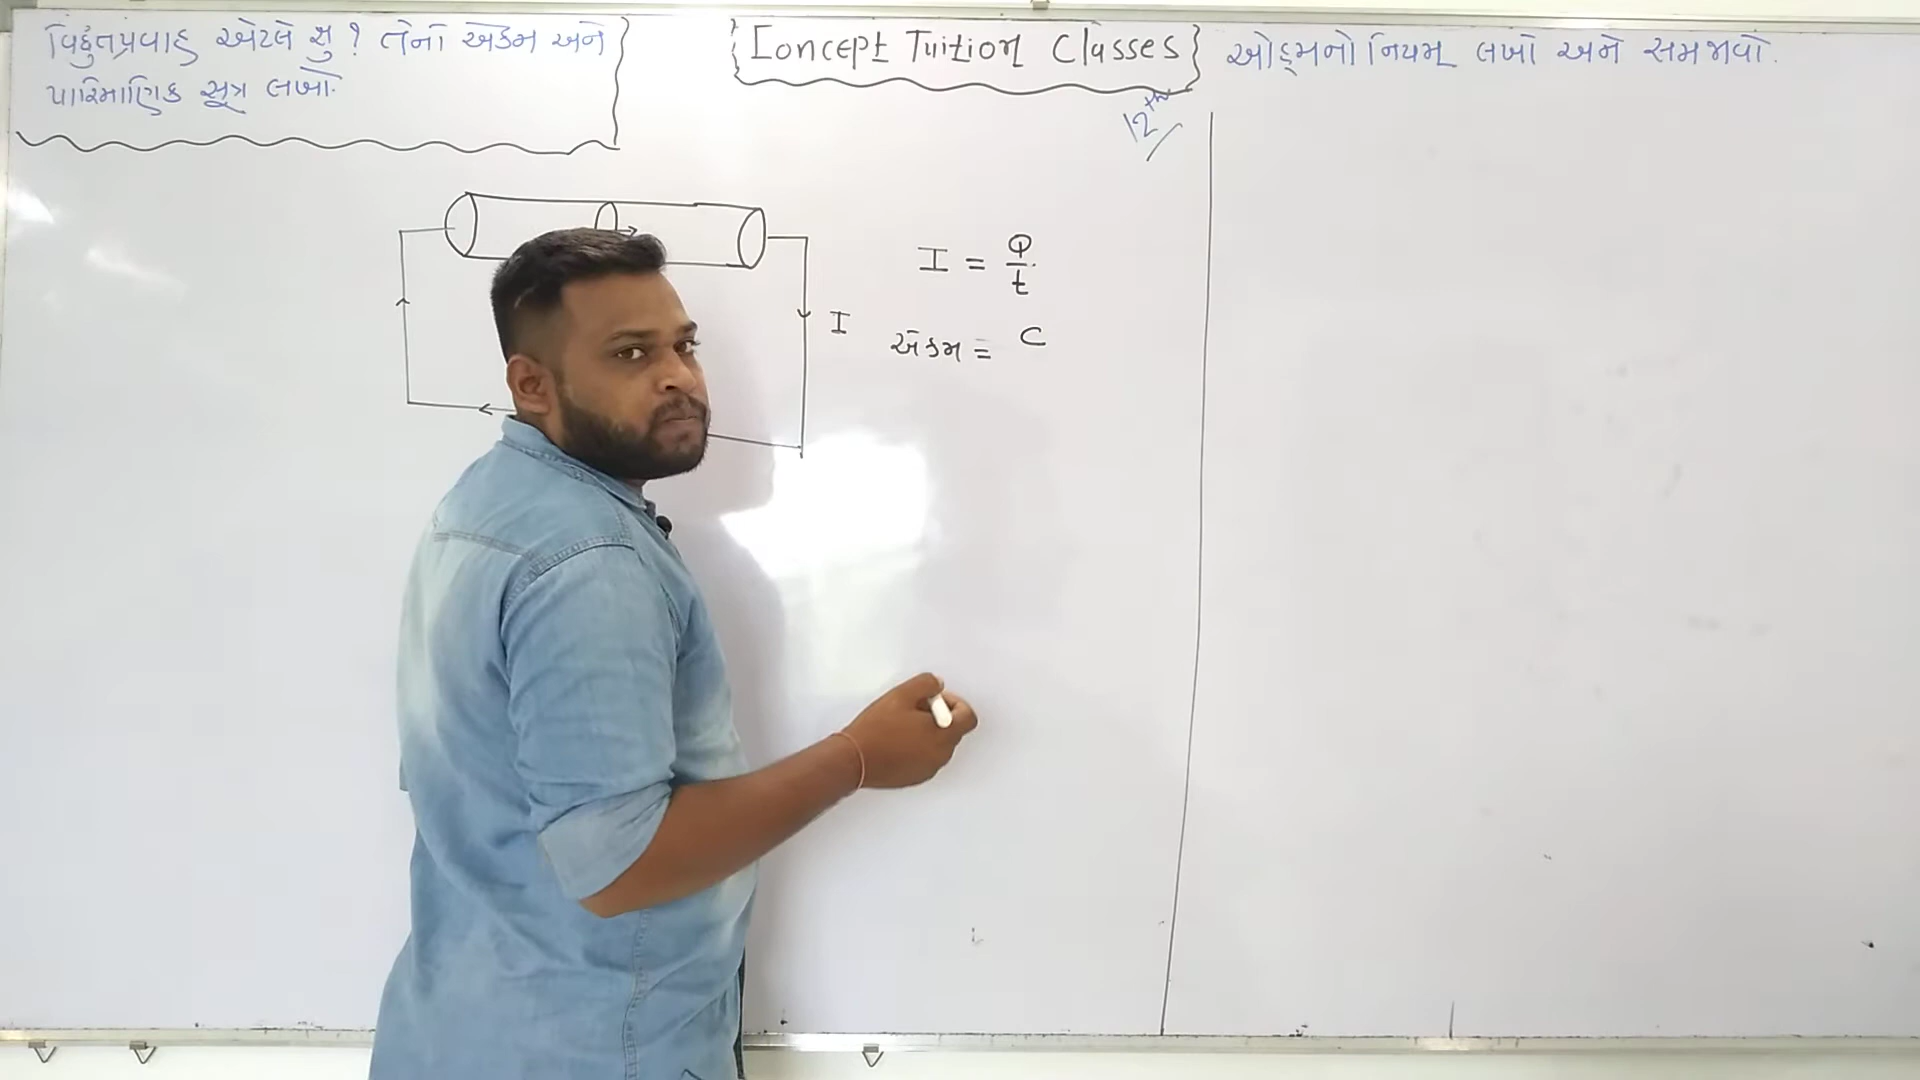 વિદ્યુતપ્રવાહ એટલે શુ ? તેનો એકમ અને
પારિમાણિક સૂત્ર લખો.
Concept Tuition Classes
12th
ઓહ્મનો નિયમ લખો અને સમજાવો.
I = Q
t
I
એકમ = C